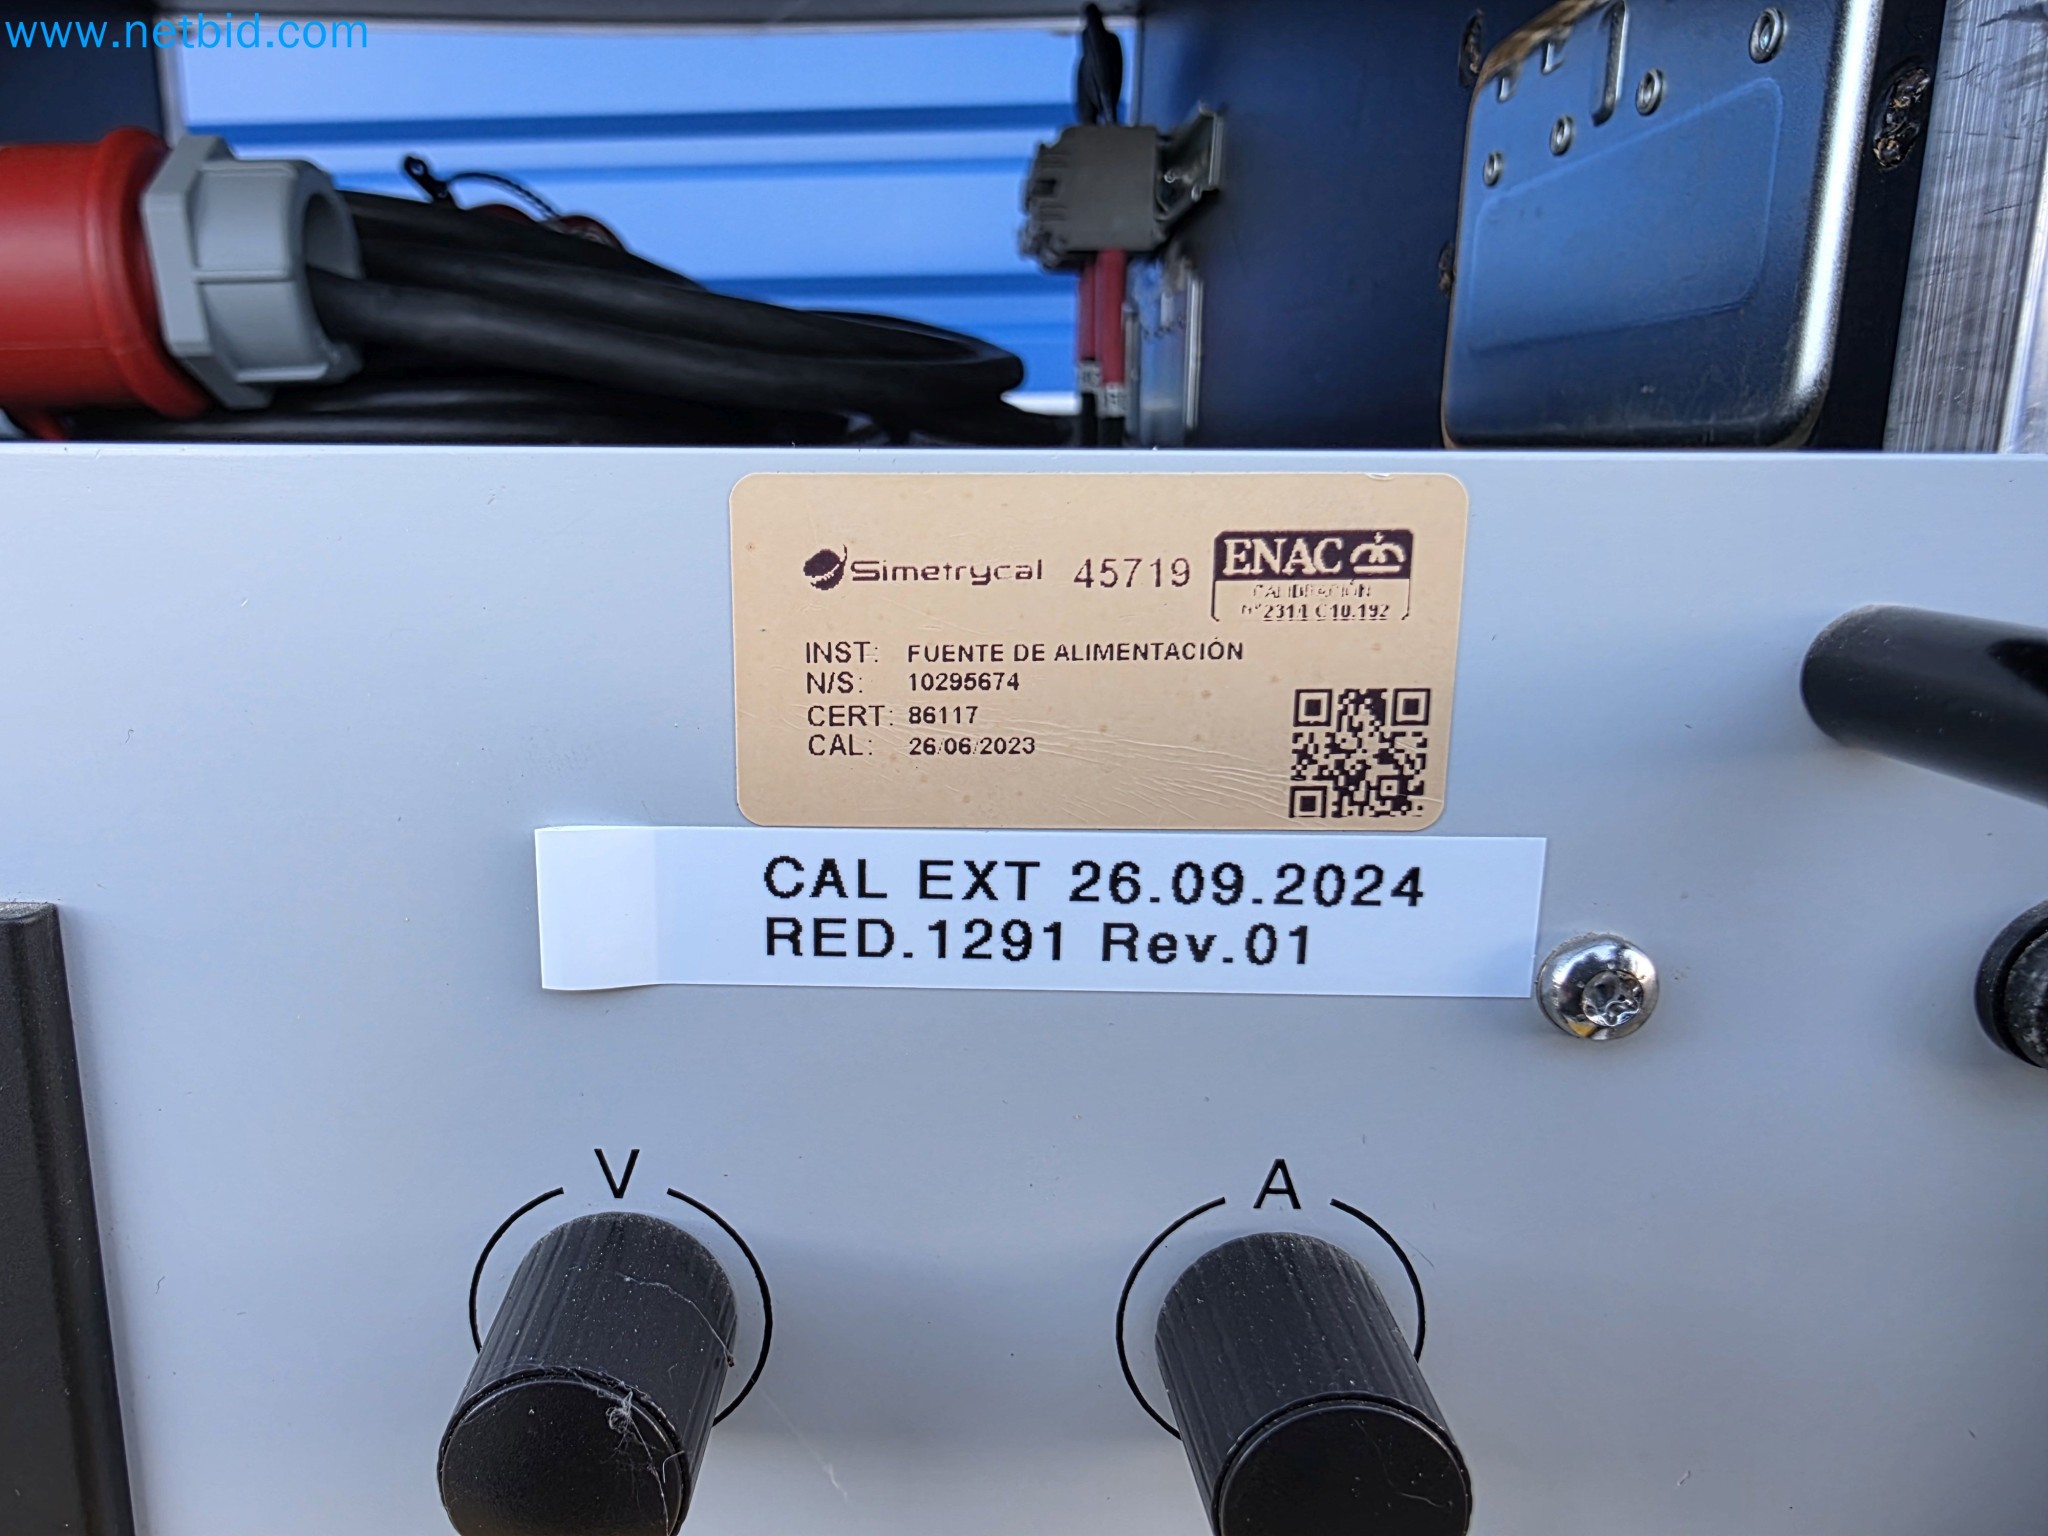 www.netbid.com
Simetrycal 45719 ENAC
CALIBRACIÓN
INST: FUENTE DE ALIMENTACIÓN
N/S: 10295674
CERT: 86117
CAL: 26/06/2023
CAL EXT 26.09.2024
RED.1291 Rev.01
V A